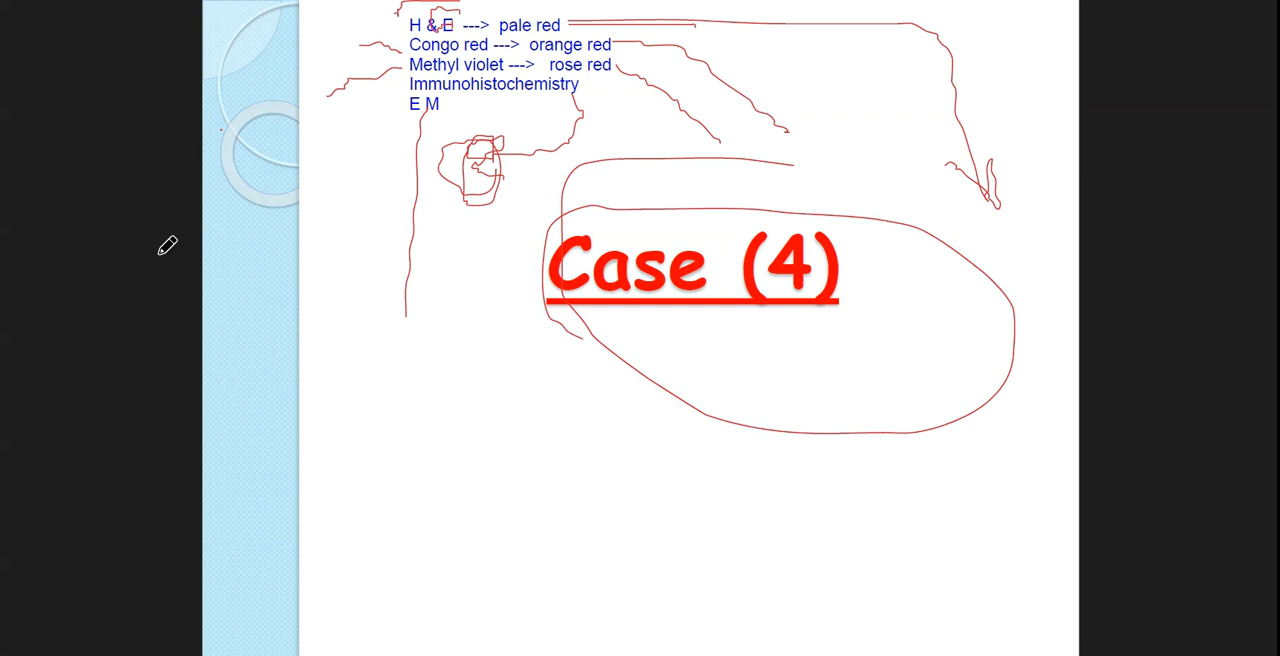 H & E ---> pale red
Congo red ---> orange red
Methyl violet ---> rose red
Immunohistochemistry
E M
Case (4)